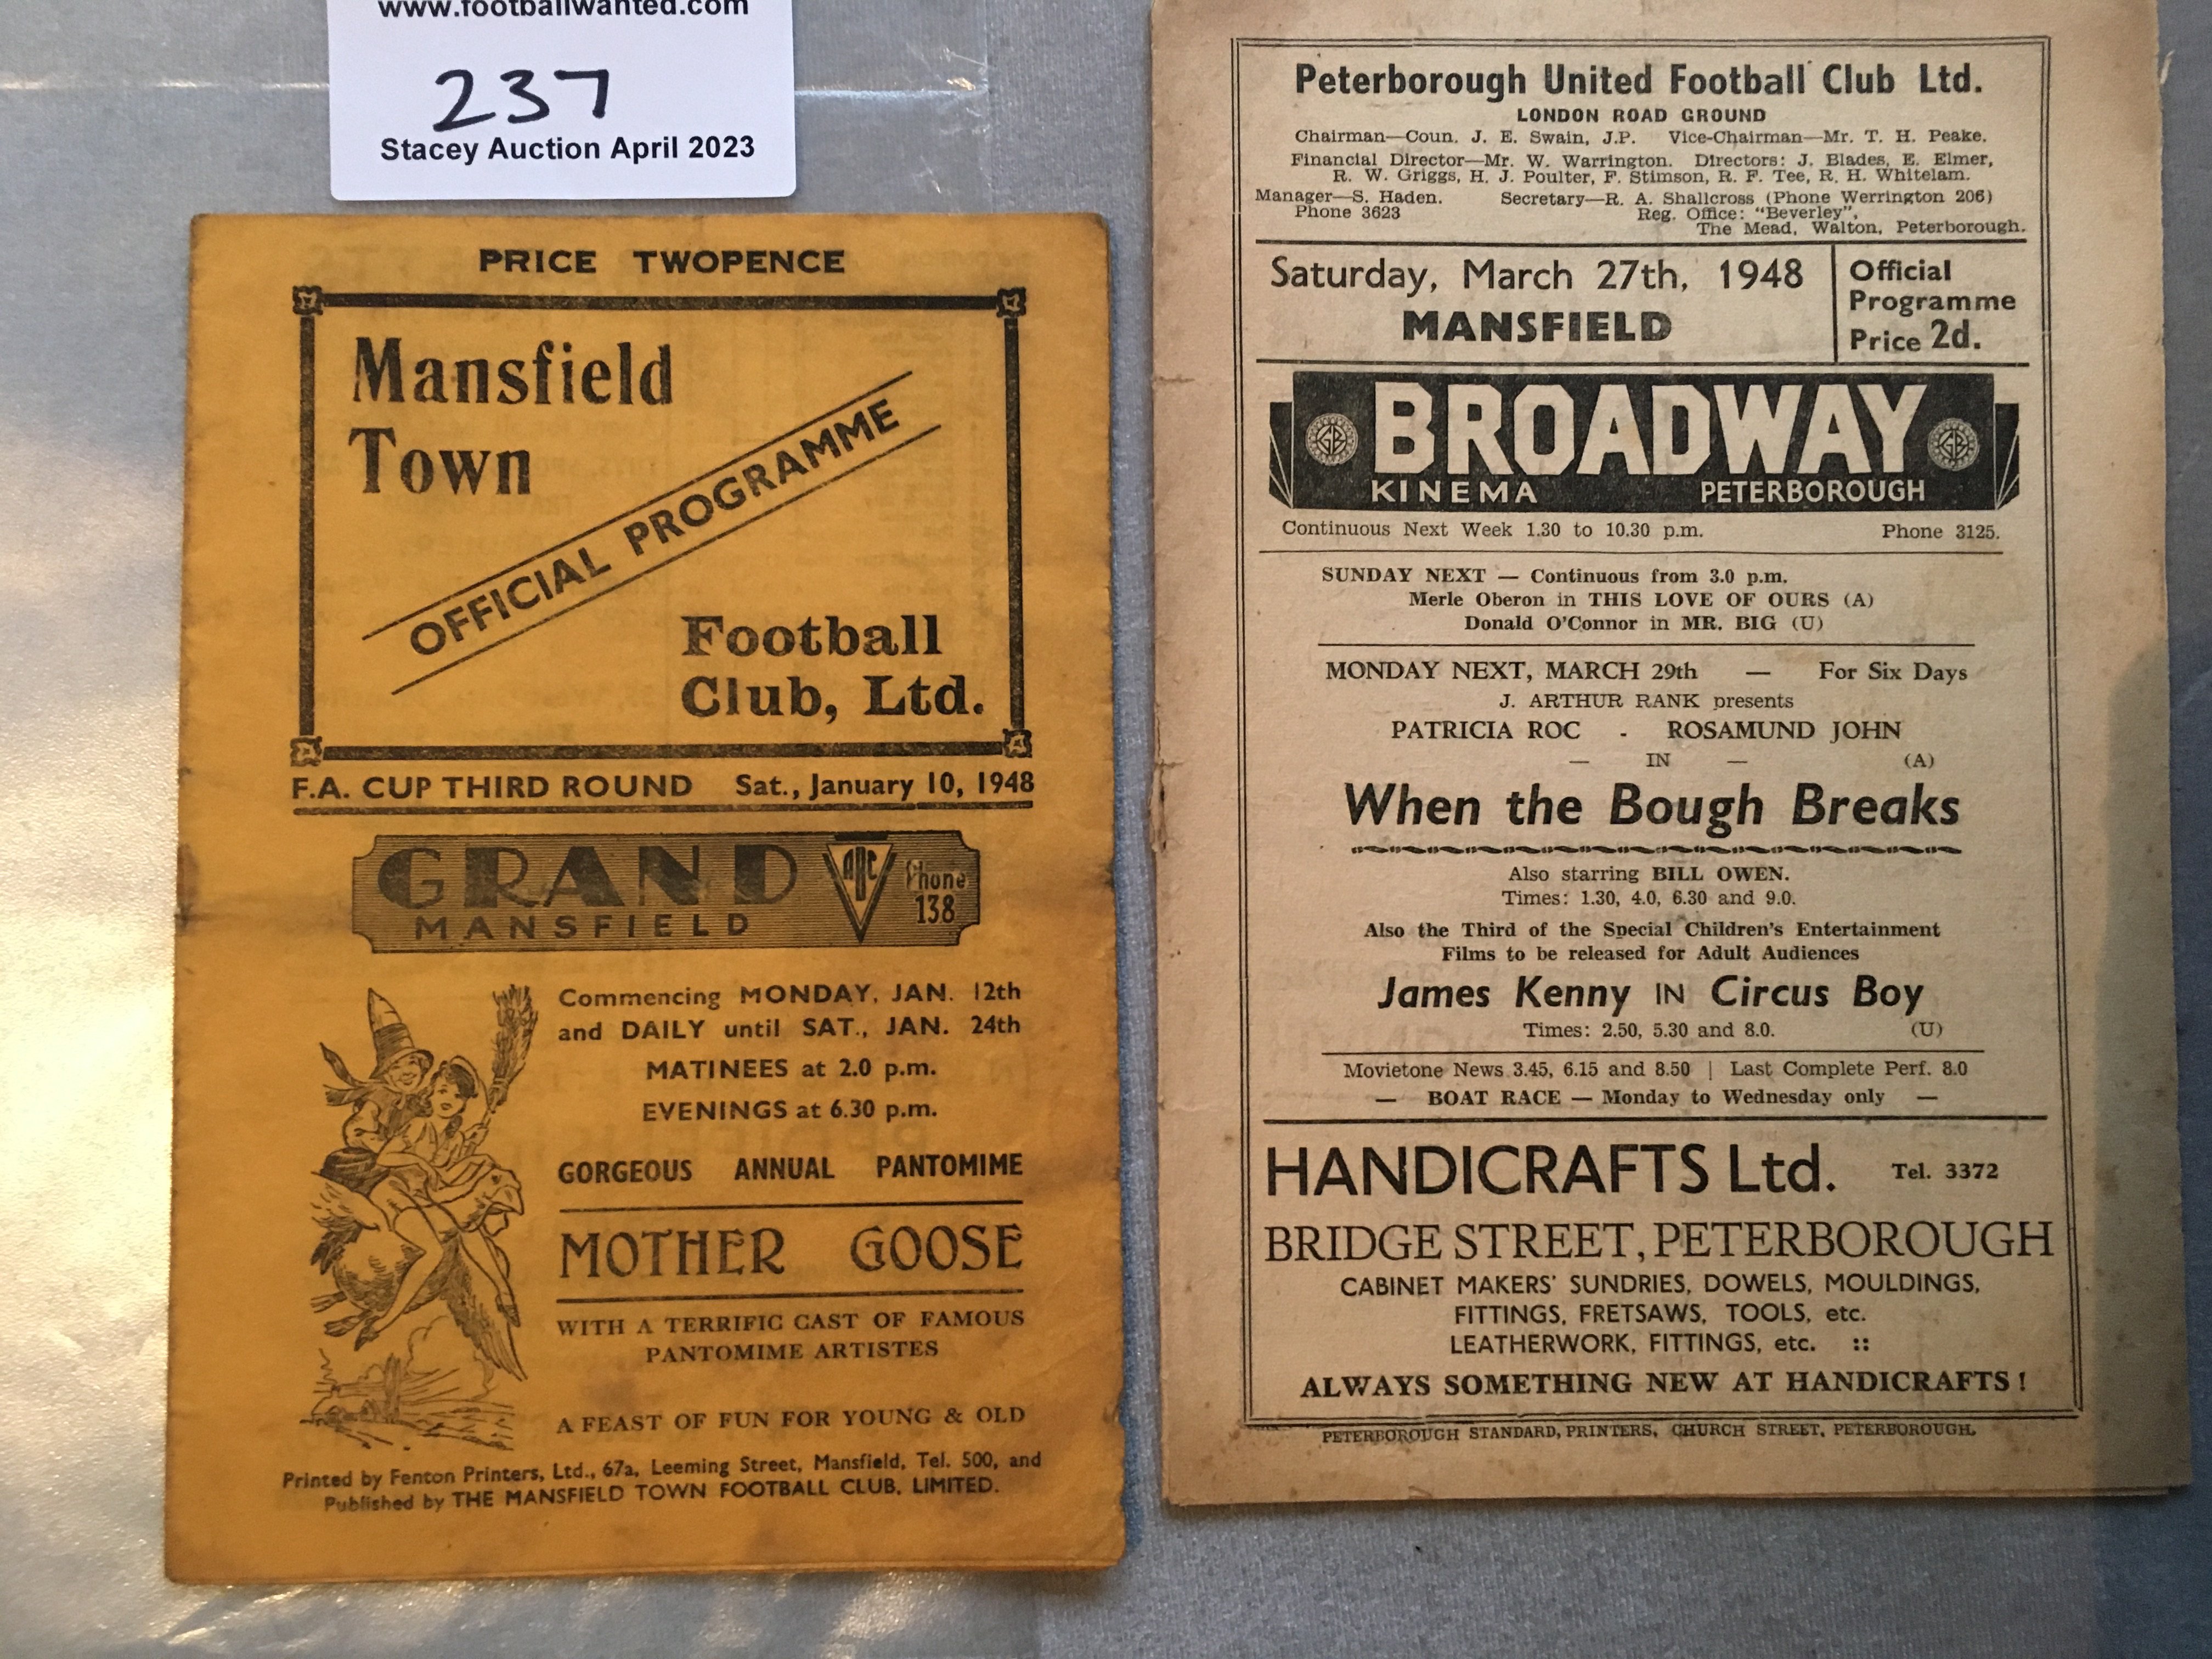 www.footballwanted.com
237
Stacey Auction April 2023
PRICE TWOPENCE
Mansfield
Town
OFFICIAL PROGRAMME
Football
Club, Ltd.
F.A. CUP THIRD ROUND Sat., January 10, 1948
GRAND
MANSFIELD
ABC
Phone
138
Commencing MONDAY, JAN. 12th
and DAILY until SAT., JAN. 24th
MATINEES at 2.0 p.m.
EVENINGS at 6.30 p.m.
GORGEOUS ANNUAL PANTOMIME
MOTHER GOOSE
WITH A TERRIFIC CAST OF FAMOUS
PANTOMIME ARTISTES
A FEAST OF FUN FOR YOUNG & OLD
Printed by Fenton Printers, Ltd., 67a, Leeming Street, Mansfield, Tel. 500, and
Published by THE MANSFIELD TOWN FOOTBALL CLUB, LIMITED.
Peterborough United Football Club Ltd.
LONDON ROAD GROUND
Chairman—Coun. J. E. Swain, J.P. Vice-Chairman—Mr. T. H. Peake.
Financial Director—Mr. W. Warrington. Directors: J. Blades, E. Elmer,
R. W. Griggs, H. J. Poulter, F. Stimson, R. F. Tee, R. H. Whitelam.
Manager—S. Haden. Secretary—R. A. Shallcross (Phone Werrington 206)
Phone 3623 Reg. Office: "Beverley",
The Mead, Walton, Peterborough.
Saturday, March 27th, 1948
MANSFIELD
Official
Programme
Price 2d.
GB BROADWAY GB
KINEMA PETERBOROUGH
Continuous Next Week 1.30 to 10.30 p.m. Phone 3125.
SUNDAY NEXT — Continuous from 3.0 p.m.
Merle Oberon in THIS LOVE OF OURS (A)
Donald O'Connor in MR. BIG (U)
MONDAY NEXT, MARCH 29th — For Six Days
J. ARTHUR RANK presents
PATRICIA ROC - ROSAMUND JOHN
— IN — (A)
When the Bough Breaks
Also starring BILL OWEN.
Times: 1.30, 4.0, 6.30 and 9.0.
Also the Third of the Special Children's Entertainment
Films to be released for Adult Audiences
James Kenny IN Circus Boy
Times: 2.50, 5.30 and 8.0. (U)
Movietone News 3.45, 6.15 and 8.50 | Last Complete Perf. 8.0
— BOAT RACE — Monday to Wednesday only —
HANDICRAFTS Ltd. Tel. 3372
BRIDGE STREET, PETERBOROUGH
CABINET MAKERS' SUNDRIES, DOWELS, MOULDINGS,
FITTINGS, FRETSAWS, TOOLS, etc.
LEATHERWORK, FITTINGS, etc. ::
ALWAYS SOMETHING NEW AT HANDICRAFTS !
PETERBOROUGH STANDARD, PRINTERS, CHURCH STREET, PETERBOROUGH.